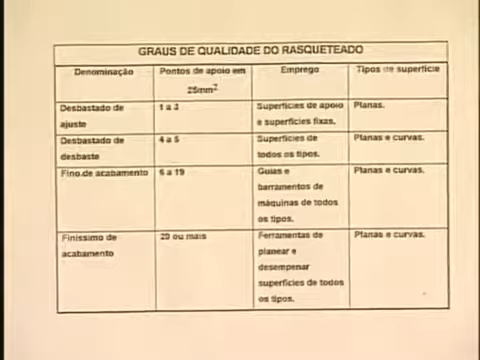 GRAUS DE QUALIDADE DO RASQUETEADO
Denominação Pontos de apoio em 25mm² Emprego Tipos de superfície
Desbastado de ajuste 1 a 3 Superfícies de apoio e superfícies fixas. Planas.
Desbastado de desbaste 4 a 5 Superfícies de todos os tipos. Planas e curvas.
Fino de acabamento 6 a 19 Guias e barramentos de máquinas de todos os tipos. Planas e curvas.
Finíssimo de acabamento 20 ou mais Ferramentas de planear e desempenar superfícies de todos os tipos. Planas e curvas.